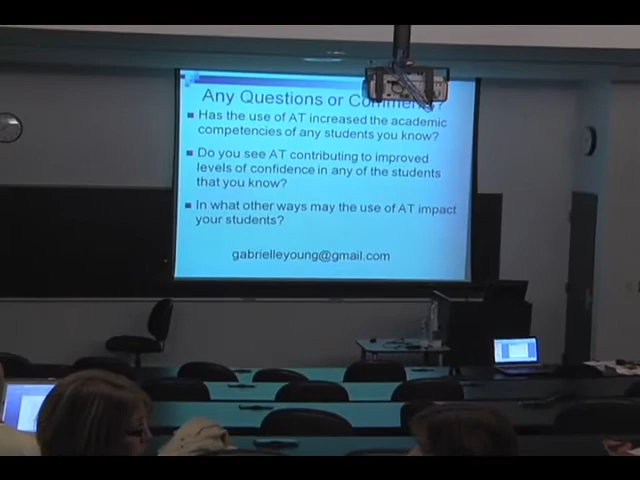 Any Questions or Comments?
Has the use of AT increased the academic
competencies of any students you know?
Do you see AT contributing to improved
levels of confidence in any of the students
that you know?
In what other ways may the use of AT impact
your students?
gabrielleyoung@gmail.com